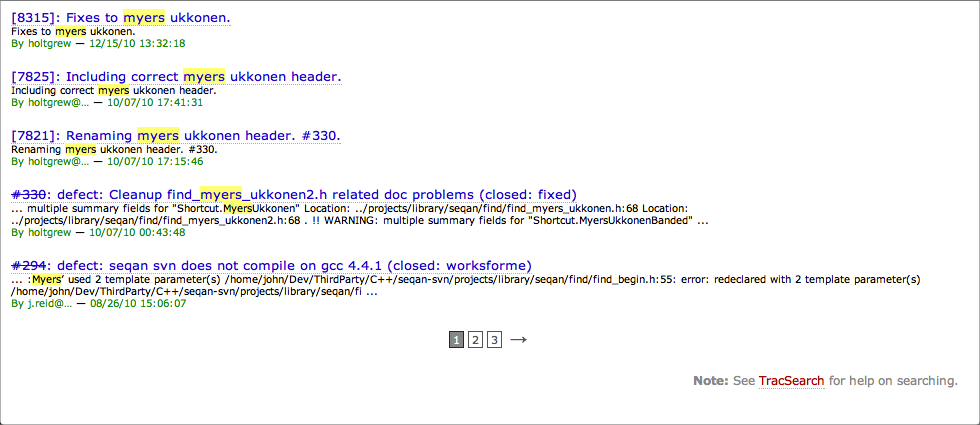 [8315]: Fixes to myers ukkonen.
Fixes to myers ukkonen.
By holtgrew — 12/15/10 13:32:18
[7825]: Including correct myers ukkonen header.
Including correct myers ukkonen header.
By holtgrew@… — 10/07/10 17:41:31
[7821]: Renaming myers ukkonen header. #330.
Renaming myers ukkonen header. #330.
By holtgrew@… — 10/07/10 17:15:46
#330: defect: Cleanup find_myers_ukkonen2.h related doc problems (closed: fixed)
… multiple summary fields for "Shortcut.MyersUkkonen" Location: ../projects/library/seqan/find/find_myers_ukkonen.h:68 Location:
../projects/library/seqan/find/find_myers_ukkonen2.h:68 . !! WARNING: multiple summary fields for "Shortcut.MyersUkkonenBanded" …
By holtgrew — 10/07/10 00:43:48
#294: defect: seqan svn does not compile on gcc 4.4.1 (closed: worksforme)
… :Myers’ used 2 template parameter(s) /home/john/Dev/ThirdParty/C++/seqan-svn/projects/library/seqan/find/find_begin.h:55: error: redeclared with 2 template parameter(s)
/home/john/Dev/ThirdParty/C++/seqan-svn/projects/library/seqan/fi …
By j.reid@… — 08/26/10 15:06:07
1 2 3 →
Note: See TracSearch for help on searching.